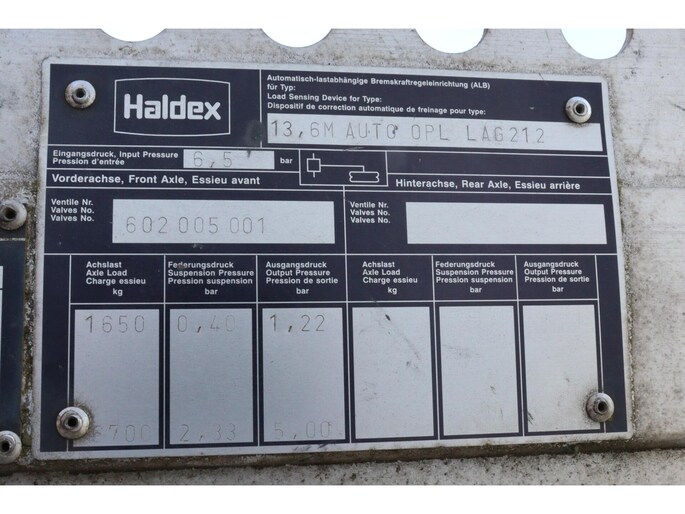 Haldex
Automatisch-lastabhängige Bremskraftregeleinrichtung (ALB)
für Typ:
Load Sensing Device for Type:
Dispositif de correction automatique de freinage pour type:
13,6M AUTO OPL LAG212
Eingangsdruck, Input Pressure
Pression d'entrée
6,5
bar
Vorderachse, Front Axle, Essieu avant
Hinterachse, Rear Axle, Essieu arrière
Ventile Nr.
Valves No.
Valves No.
602 005 001
Ventile Nr.
Valves No.
Valves No.
Achslast
Axle Load
Charge essieu
kg
Federungsdruck
Suspension Pressure
Pression suspension
bar
Ausgangsdruck
Output Pressure
Pression de sortie
bar
Achslast
Axle Load
Charge essieu
kg
Federungsdruck
Suspension Pressure
Pression suspension
bar
Ausgangsdruck
Output Pressure
Pression de sortie
bar
1650 0,40 1,22
2,33 5,00